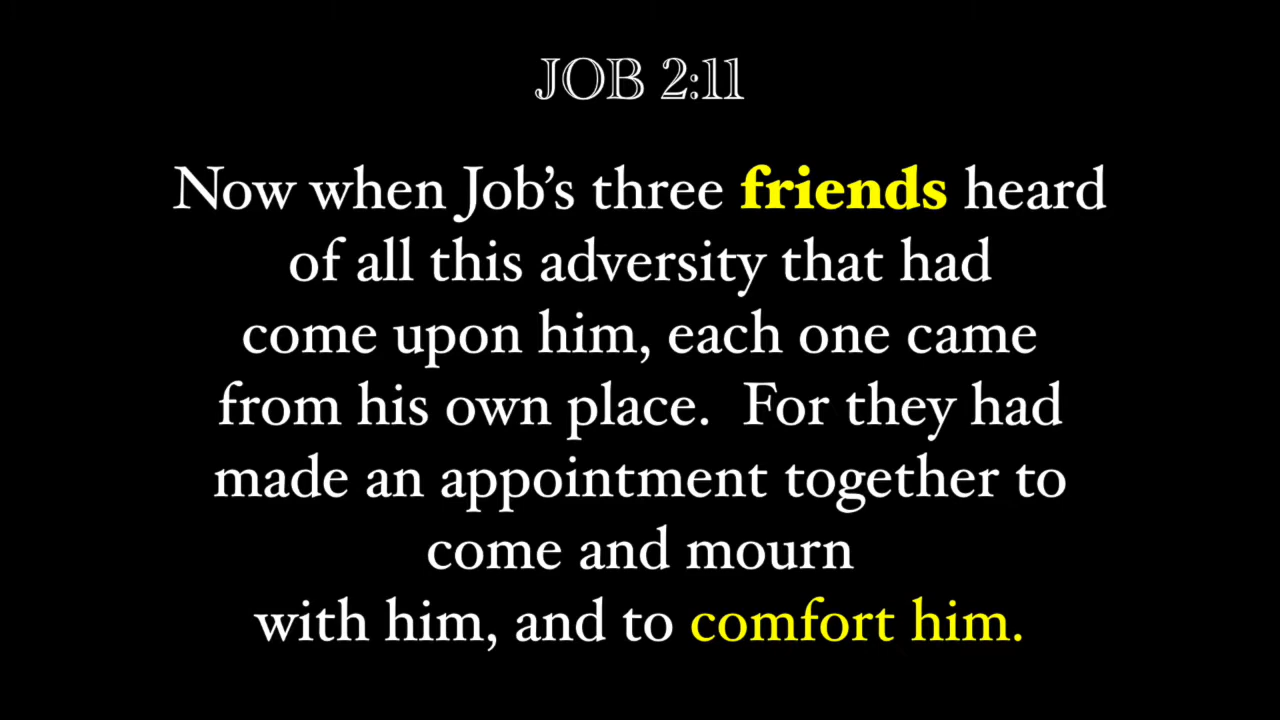 JOB 2:11
Now when Job’s three friends heard
of all this adversity that had
come upon him, each one came
from his own place.  For they had
made an appointment together to
come and mourn
with him, and to comfort him.